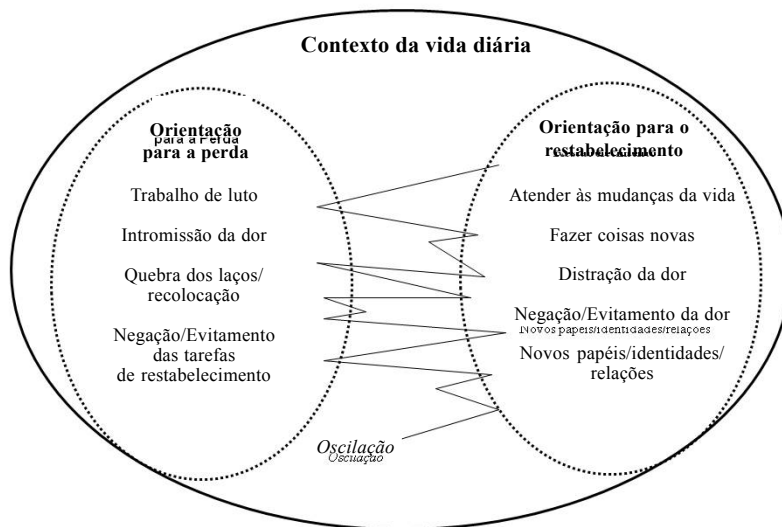 Contexto da vida diária
Orientação
para a Perda
para a perda
Trabalho de luto
Intromissão da dor
Quebra dos laços/
recolocação
Negação/Evitamento
das tarefas
de restabelecimento
Orientação para o
restabelecimento
Atender às mudanças da vida
Fazer coisas novas
Distração da dor
Negação/Evitamento da dor
Novos papéis/identidades/relações
Novos papéis/identidades/
relações
Oscilação